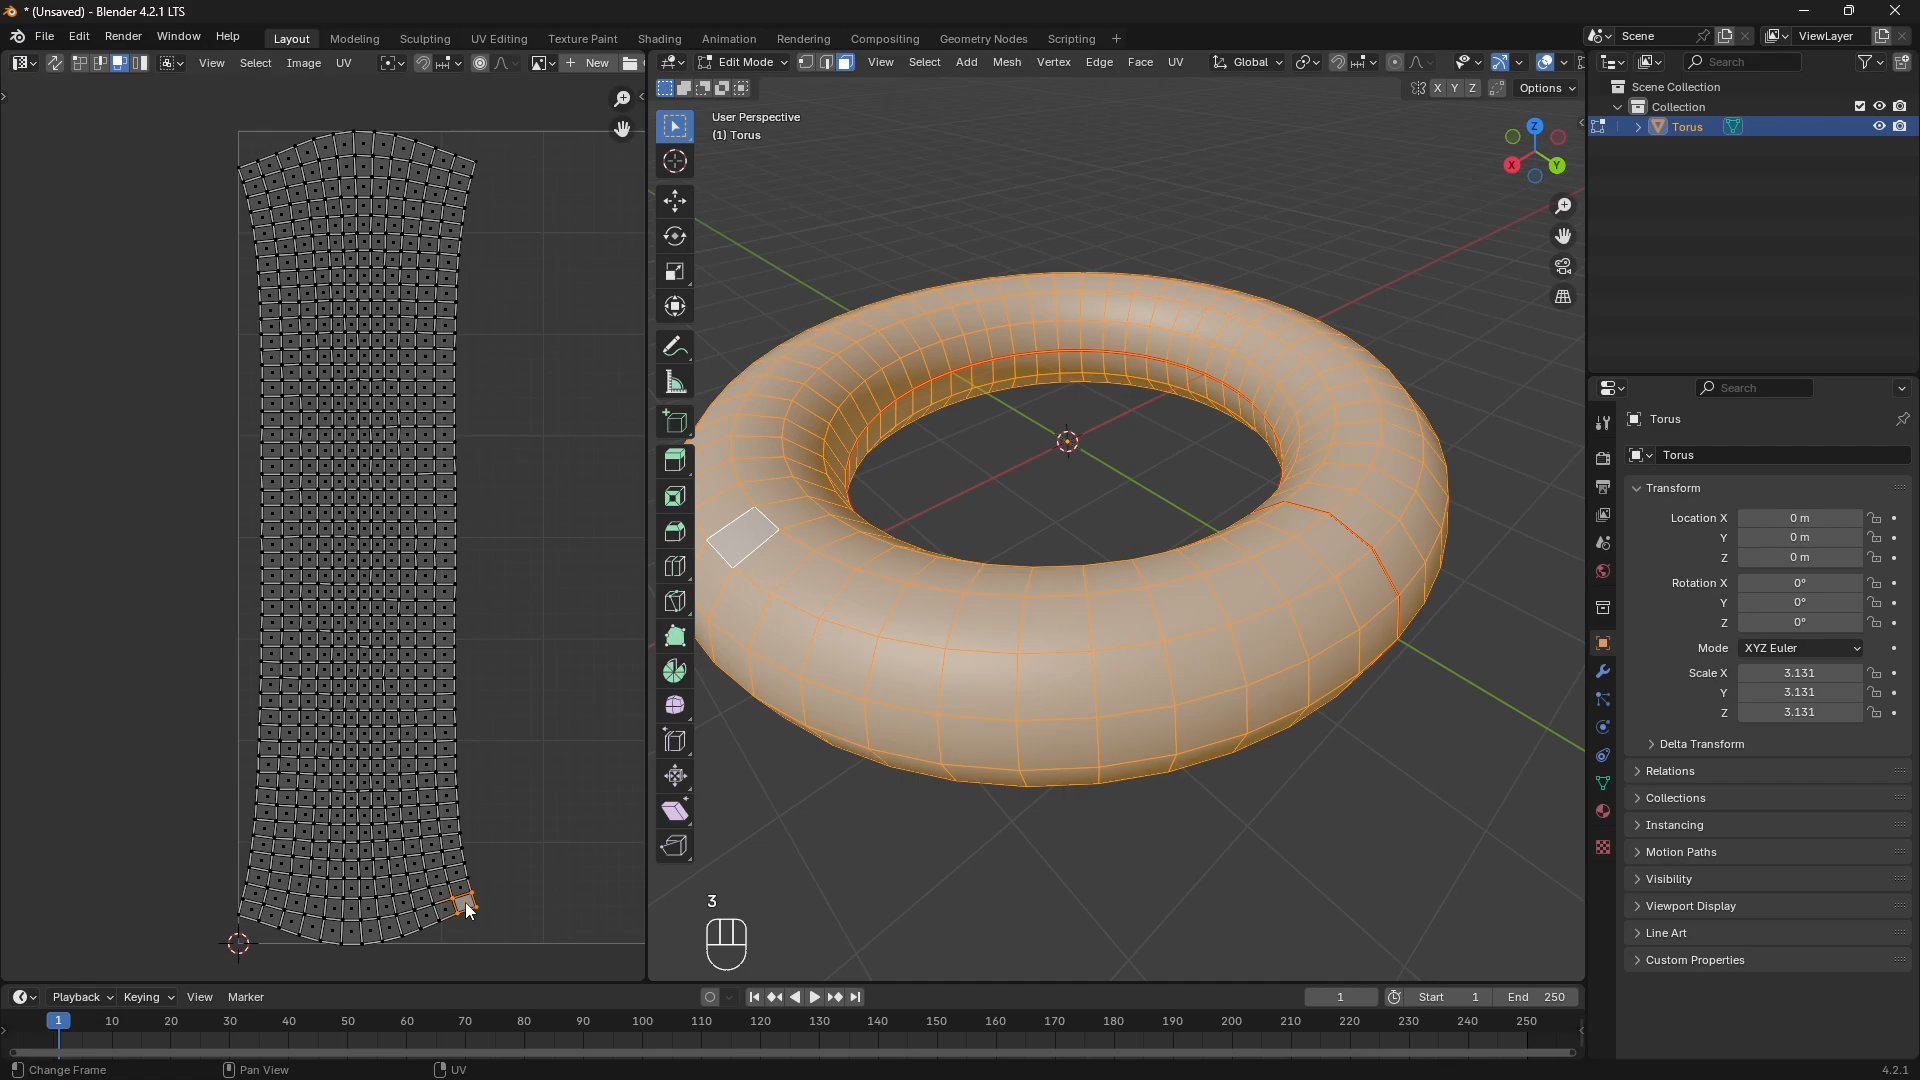 * (Unsaved) - Blender 4.2.1 LTS
File Edit Render Window Help
Layout Modeling Sculpting UV Editing Texture Paint Shading Animation Rendering Compositing Geometry Nodes Scripting +
Scene
ViewLayer
View Select Image UV
New
Edit Mode
View Select Add Mesh Vertex Edge Face UV
Global
Search
X Y Z
Options
User Perspective
(1) Torus
Z
X
Y
Scene Collection
Collection
Torus
Search
Torus
Torus
Transform
Location X 0 m
Y 0 m
Z 0 m
Rotation X 0°
Y 0°
Z 0°
Mode XYZ Euler
Scale X 3.131
Y 3.131
Z 3.131
Delta Transform
Relations
Collections
Instancing
Motion Paths
Visibility
Viewport Display
Line Art
Custom Properties
3
Playback Keying View Marker
1
Start 1
End 250
1 10 20 30 40 50 60 70 80 90 100 110 120 130 140 150 160 170 180 190 200 210 220 230 240 250
Change Frame
Pan View
UV
4.2.1